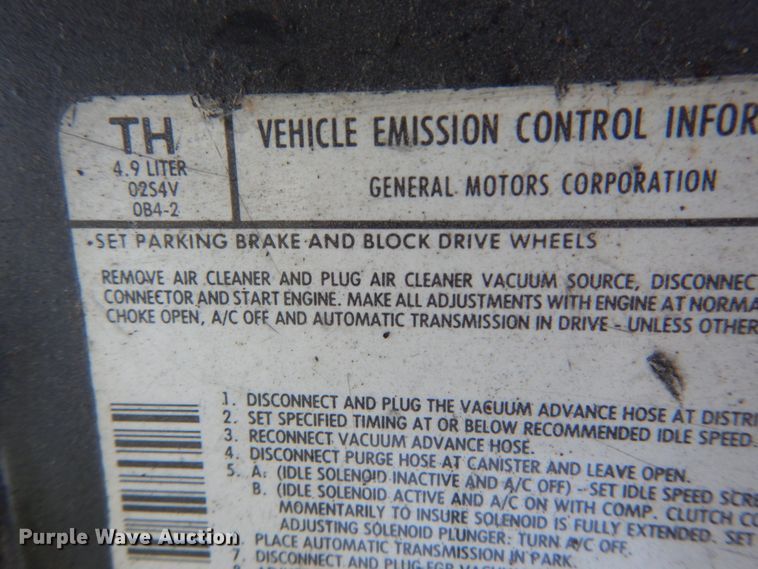 TH
4.9 LITER
02S4V
0B4-2
VEHICLE EMISSION CONTROL INFOR
GENERAL MOTORS CORPORATION
•SET PARKING BRAKE AND BLOCK DRIVE WHEELS
REMOVE AIR CLEANER AND PLUG AIR CLEANER VACUUM SOURCE, DISCONNEC
CONNECTOR AND START ENGINE. MAKE ALL ADJUSTMENTS WITH ENGINE AT NORMA
CHOKE OPEN, A/C OFF AND AUTOMATIC TRANSMISSION IN DRIVE - UNLESS OTHER
1. DISCONNECT AND PLUG THE VACUUM ADVANCE HOSE AT DISTRI
2. SET SPECIFIED TIMING AT OR BELOW RECOMMENDED IDLE SPEED.
3. RECONNECT VACUUM ADVANCE HOSE.
4. DISCONNECT PURGE HOSE AT CANISTER AND LEAVE OPEN.
5. A. (IDLE SOLENOID INACTIVE AND A/C OFF) - SET IDLE SPEED SCRE
B. (IDLE SOLENOID ACTIVE AND A/C ON WITH COMP. CLUTCH CO
MOMENTARILY TO INSURE SOLENOID IS FULLY EXTENDED. SET
ADJUSTING SOLENOID PLUNGER: TURN A/C OFF.
PLACE AUTOMATIC TRANSMISSION IN PARK.
7. DISCONNECT AND PLUG EGR VACU
Purple Wave Auction